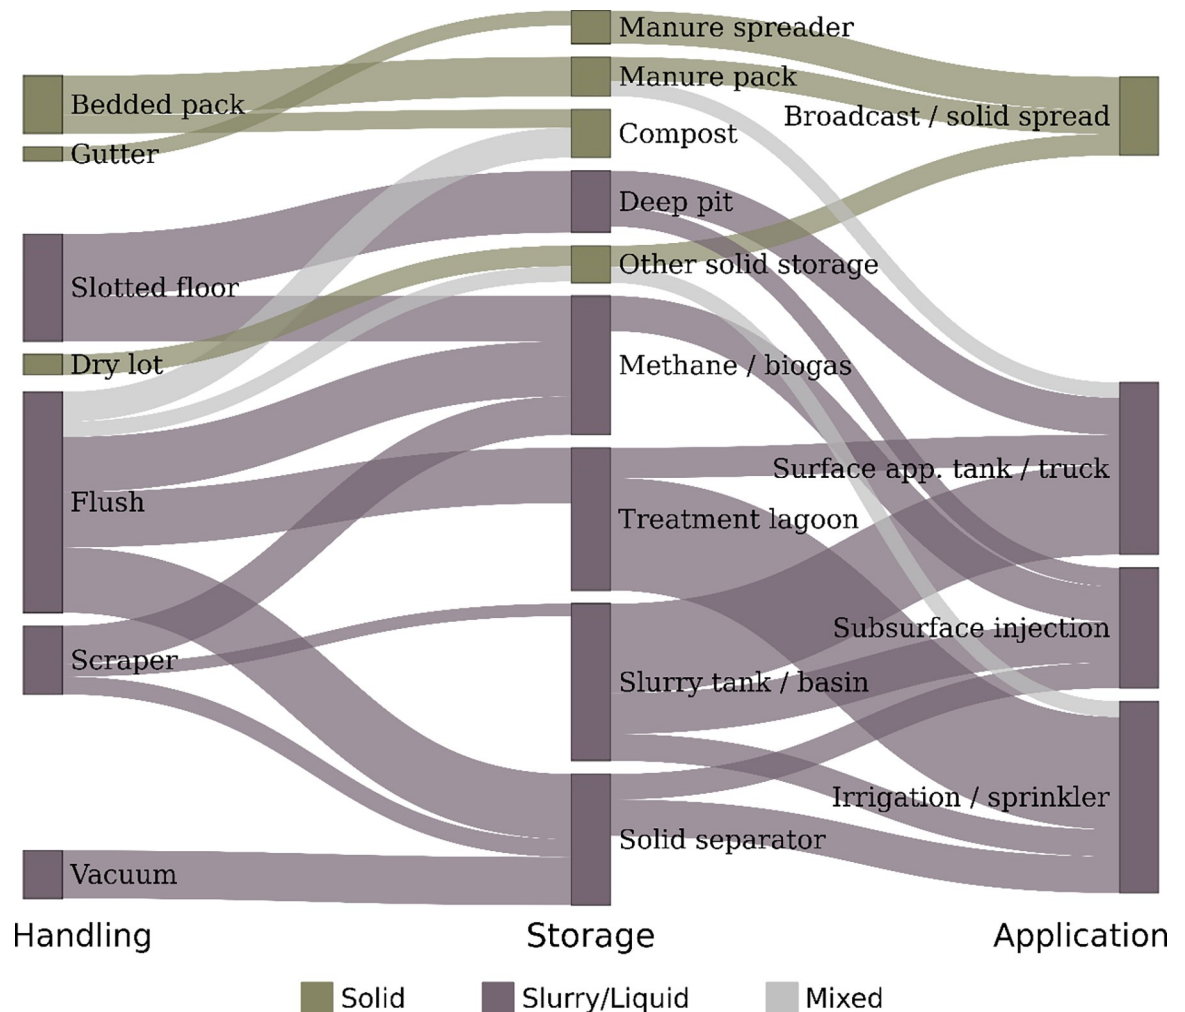 Manure spreader
Manure pack
Bedded pack
Broadcast / solid spread
Compost
Gutter
Deep pit
Other solid storage
Slotted floor
Dry lot
Methane / biogas
Surface app. tank / truck
Flush
Treatment lagoon
Subsurface injection
Scraper
Slurry tank / basin
Irrigation / sprinkler
Solid separator
Vacuum
Handling Storage Application
Solid Slurry/Liquid Mixed